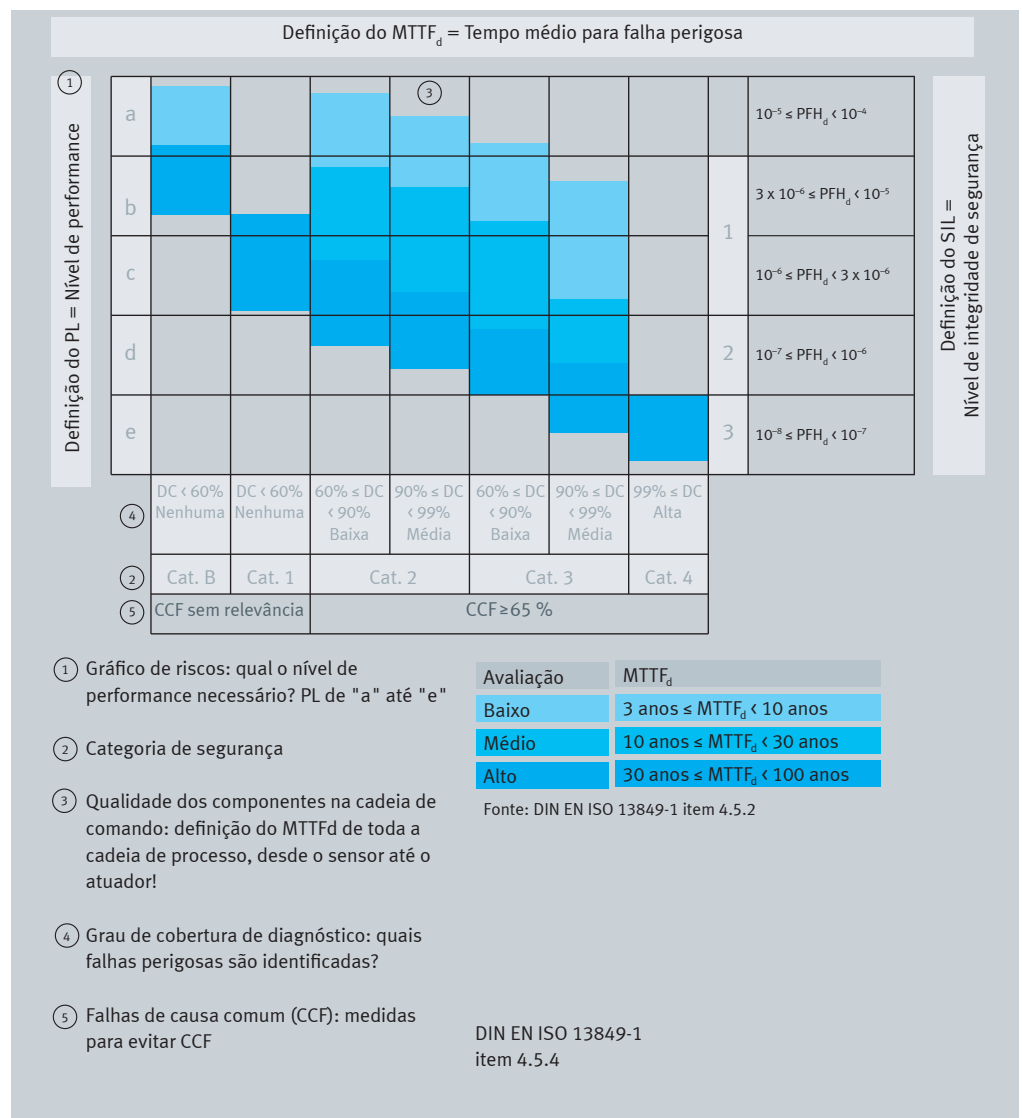 Definição do MTTFd = Tempo médio para falha perigosa
1
Definição do PL = Nível de performance
3
a
10⁻⁵ ≤ PFHd < 10⁻⁴
b
3 x 10⁻⁶ ≤ PFHd < 10⁻⁵
1
c
10⁻⁶ ≤ PFHd < 3 x 10⁻⁶
d
2
10⁻⁷ ≤ PFHd < 10⁻⁶
e
3
10⁻⁸ ≤ PFHd < 10⁻⁷
Definição do SIL =
Nível de integridade de segurança
4
DC < 60%
Nenhuma
DC < 60%
Nenhuma
60% ≤ DC
< 90%
Baixa
90% ≤ DC
< 99%
Média
60% ≤ DC
< 90%
Baixa
90% ≤ DC
< 99%
Média
99% ≤ DC
Alta
2
Cat. B
Cat. 1
Cat. 2
Cat. 3
Cat. 4
5
CCF sem relevância
CCF≥65 %
1 Gráfico de riscos: qual o nível de
performance necessário? PL de "a" até "e"
2 Categoria de segurança
3 Qualidade dos componentes na cadeia de
comando: definição do MTTFd de toda a
cadeia de processo, desde o sensor até o
atuador!
4 Grau de cobertura de diagnóstico: quais
falhas perigosas são identificadas?
5 Falhas de causa comum (CCF): medidas
para evitar CCF
Avaliação MTTFd
Baixo 3 anos ≤ MTTFd < 10 anos
Médio 10 anos ≤ MTTFd < 30 anos
Alto 30 anos ≤ MTTFd < 100 anos
Fonte: DIN EN ISO 13849-1 item 4.5.2
DIN EN ISO 13849-1
item 4.5.4